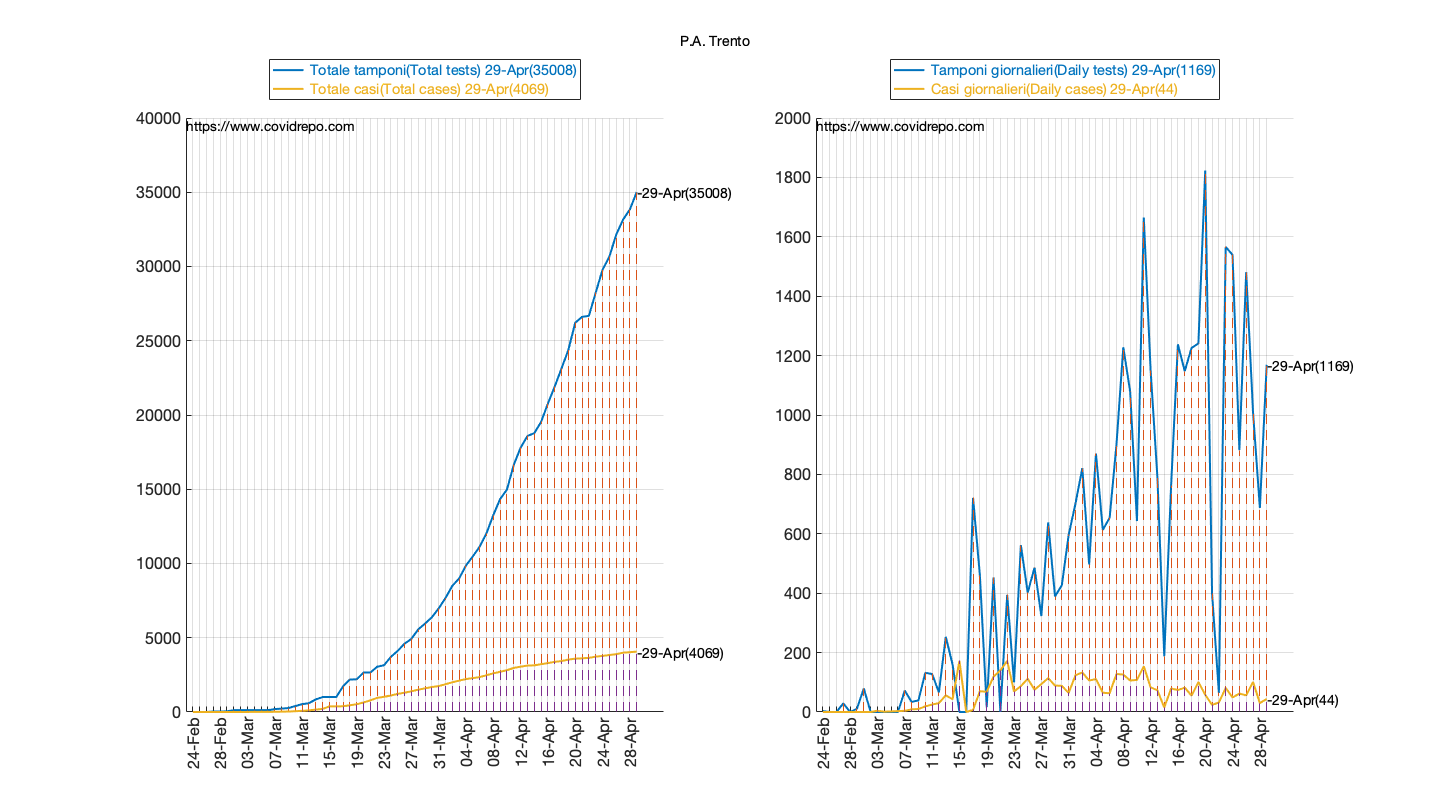 P.A. Trento
Totale tamponi(Total tests) 29-Apr(35008)
Totale casi(Total cases) 29-Apr(4069)
40000
https://www.covidrepo.com
35000
-29-Apr(35008)
30000
25000
20000
15000
10000
5000
-29-Apr(4069)
0
24-Feb
28-Feb
03-Mar
07-Mar
11-Mar
15-Mar
19-Mar
23-Mar
27-Mar
31-Mar
04-Apr
08-Apr
12-Apr
16-Apr
20-Apr
24-Apr
28-Apr
Tamponi giornalieri(Daily tests) 29-Apr(1169)
Casi giornalieri(Daily cases) 29-Apr(44)
2000
https://www.covidrepo.com
1800
1600
1400
1200
-29-Apr(1169)
1000
800
600
400
200
-29-Apr(44)
0
24-Feb
28-Feb
03-Mar
07-Mar
11-Mar
15-Mar
19-Mar
23-Mar
27-Mar
31-Mar
04-Apr
08-Apr
12-Apr
16-Apr
20-Apr
24-Apr
28-Apr